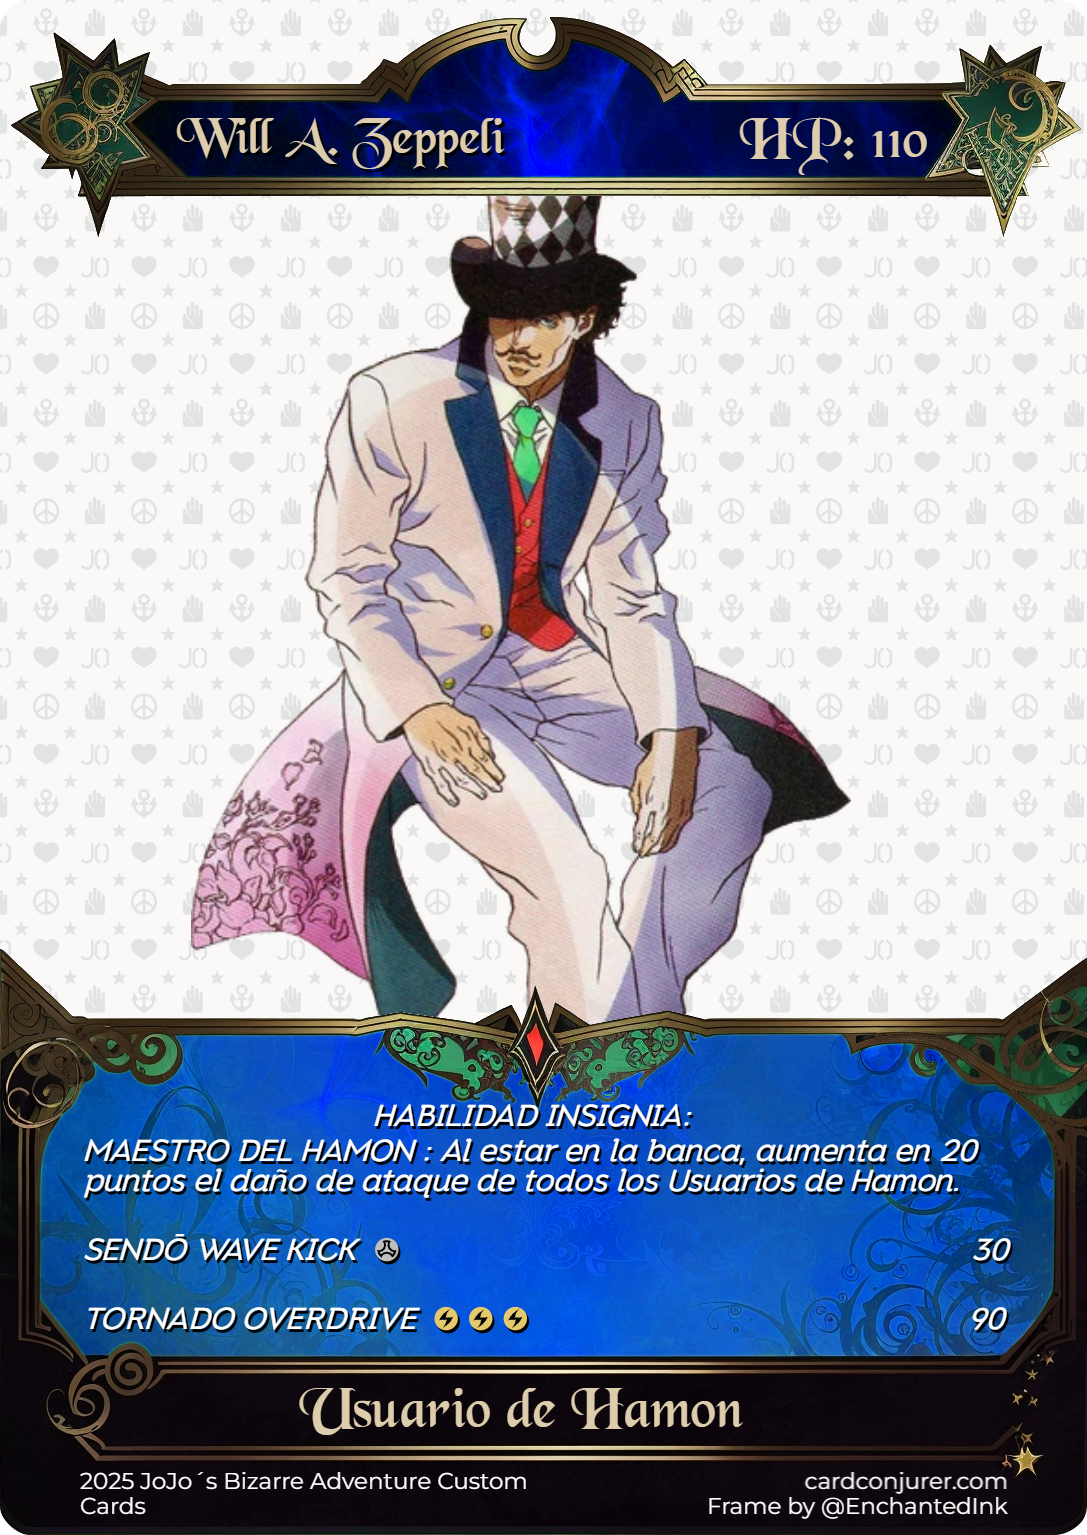 Will A. Zeppeli HP: 110
HABILIDAD INSIGNIA:
MAESTRO DEL HAMON : Al estar en la banca, aumenta en 20
puntos el daño de ataque de todos los Usuarios de Hamon.
SENDŌ WAVE KICK 30
TORNADO OVERDRIVE 90
Usuario de Hamon
2025 JoJo´s Bizarre Adventure Custom
Cards
cardconjurer.com
Frame by @EnchantedInk